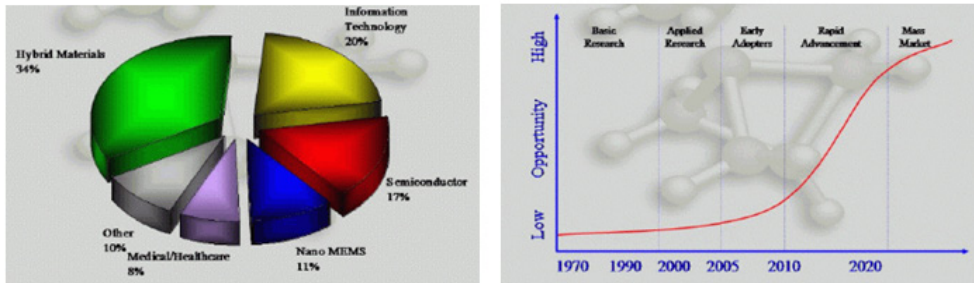 Information
Technology
20%
Hybrid Materials
34%
Semiconductor
17%
Other
10%
Medical/Healthcare
8%
Nano MEMS
11%
High
Opportunity
Low
Basic
Research
Applied
Research
Early
Adopters
Rapid
Advancement
Mass
Market
1970 1990 2000 2005 2010 2020